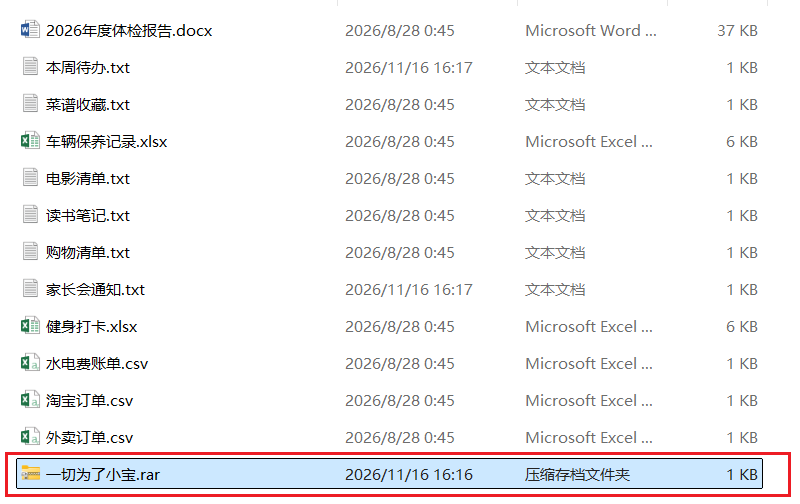 2026年度体检报告.docx 2026/8/28 0:45 Microsoft Word ... 37 KB
本周待办.txt 2026/11/16 16:17 文本文档 1 KB
菜谱收藏.txt 2026/8/28 0:45 文本文档 1 KB
车辆保养记录.xlsx 2026/8/28 0:45 Microsoft Excel ... 6 KB
电影清单.txt 2026/8/28 0:45 文本文档 1 KB
读书笔记.txt 2026/8/28 0:45 文本文档 1 KB
购物清单.txt 2026/8/28 0:45 文本文档 1 KB
家长会通知.txt 2026/11/16 16:17 文本文档 1 KB
健身打卡.xlsx 2026/8/28 0:45 Microsoft Excel ... 6 KB
水电费账单.csv 2026/8/28 0:45 Microsoft Excel ... 1 KB
淘宝订单.csv 2026/8/28 0:45 Microsoft Excel ... 1 KB
外卖订单.csv 2026/8/28 0:45 Microsoft Excel ... 1 KB
一切为了小宝.rar 2026/11/16 16:16 压缩存档文件夹 1 KB